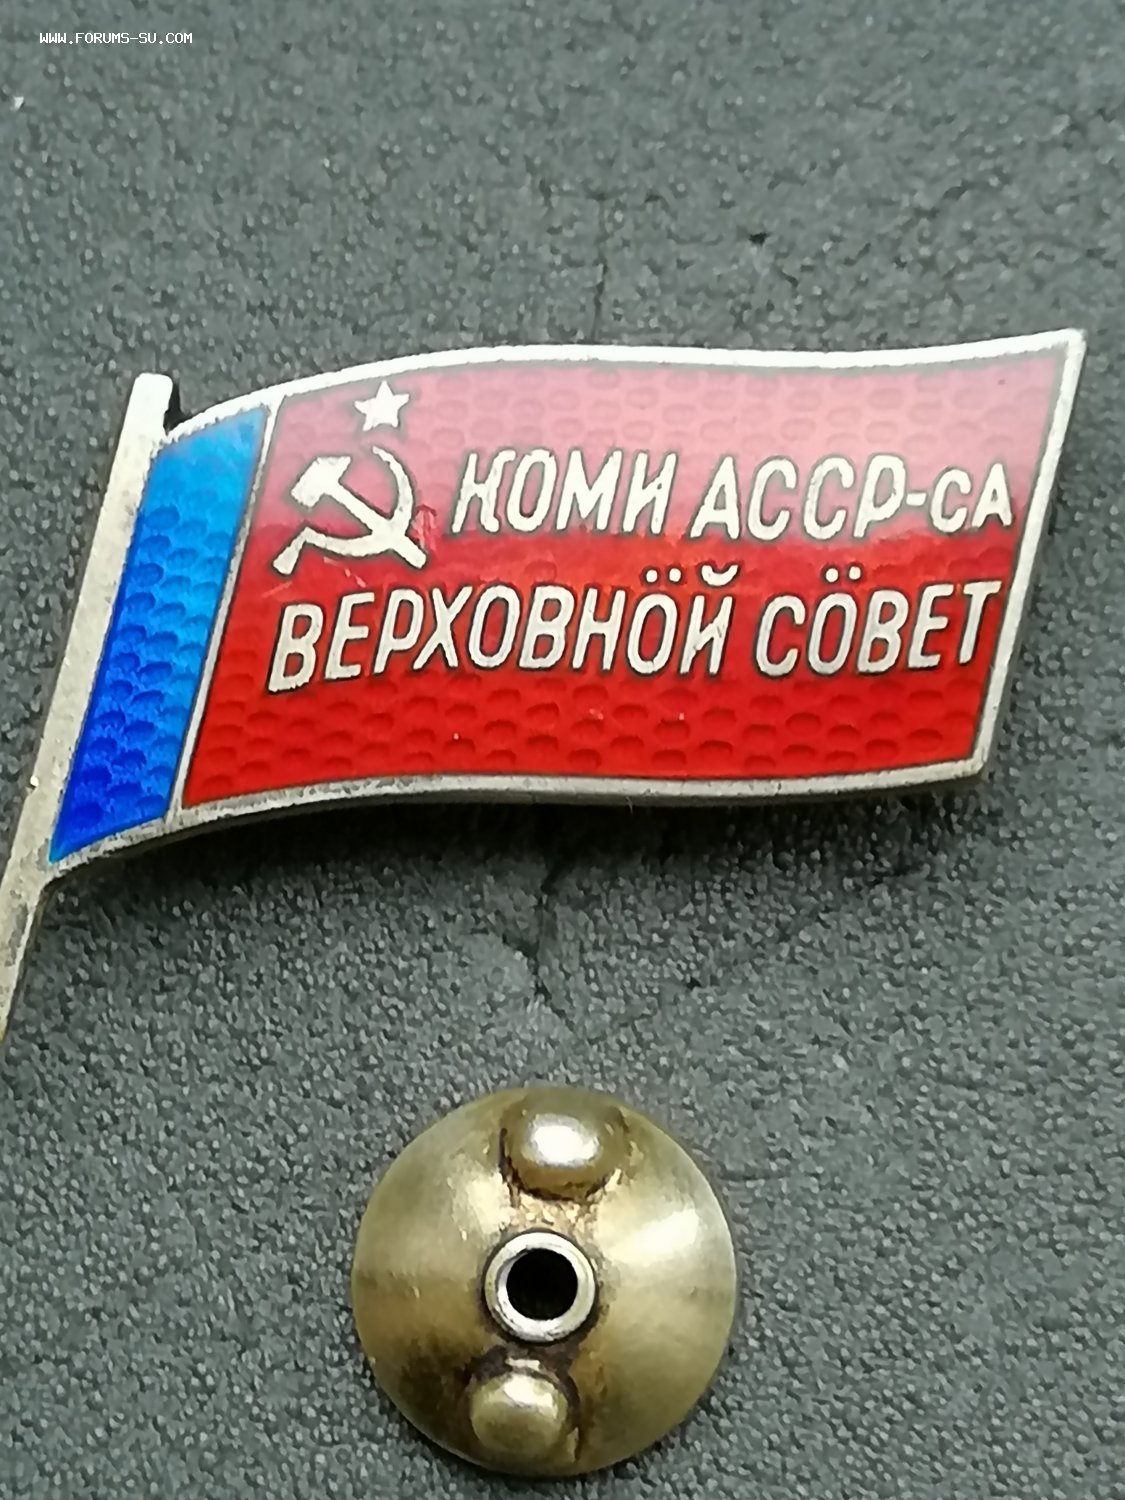 WWW.FORUMS-SU.COM
КОМИ АССР-сА
ВЕРХОВНÖЙ СÖВЕТ